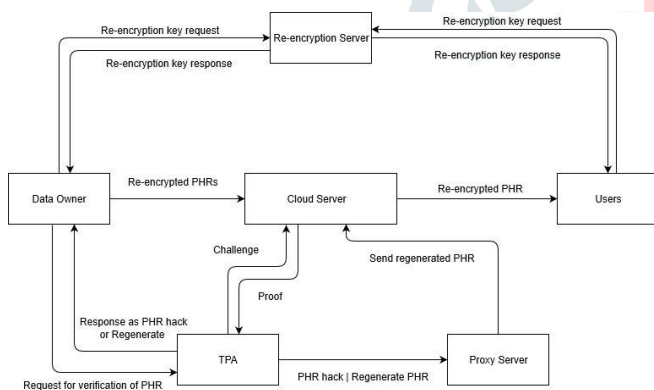 Re-encryption key request
Re-encryption key request
Re-encryption Server
Re-encryption key response
Re-encryption key response
Data Owner
Re-encrypted PHRs
Cloud Server
Re-encrypted PHR
Users
Challenge
Send regenerated PHR
Proof
Response as PHR hack
or Regenerate
TPA
Proxy Server
PHR hack | Regenerate PHR
Request for verification of PHR